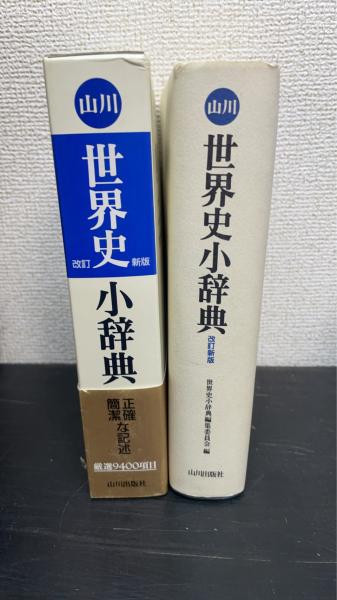 山川
世界史
改訂
新版
小辞典
正確な記述
簡潔
厳選9400項目
山川出版社
山川
世界史小辞典
改訂新版
世界史小辞典編集委員会 編
山川出版社